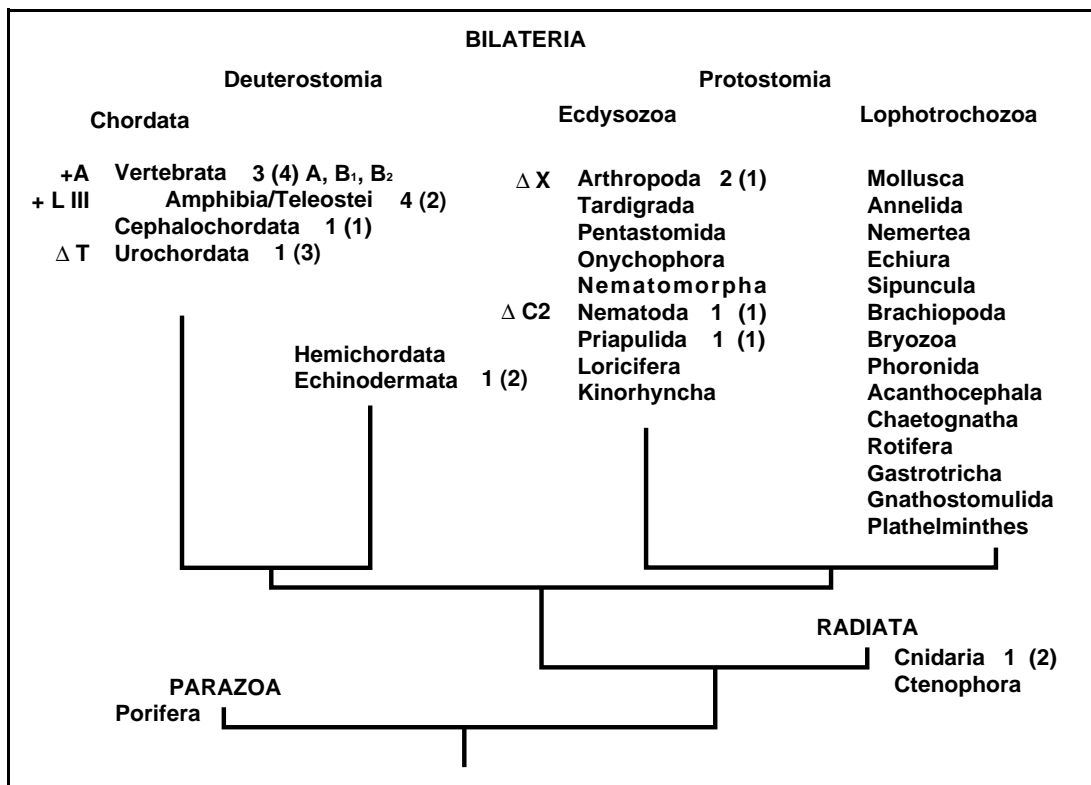 BILATERIA
Deuterostomia
Protostomia
Chordata
Ecdysozoa
Lophotrochozoa
+A Vertebrata 3 (4) A, B1, B2
+ L III Amphibia/Teleostei 4 (2)
Cephalochordata 1 (1)
Δ T Urochordata 1 (3)
Hemichordata
Echinodermata 1 (2)
Δ X Arthropoda 2 (1)
Tardigrada
Pentastomida
Onychophora
Nematomorpha
Δ C2 Nematoda 1 (1)
Priapulida 1 (1)
Loricifera
Kinorhyncha
Mollusca
Annelida
Nemertea
Echiura
Sipuncula
Brachiopoda
Bryozoa
Phoronida
Acanthocephala
Chaetognatha
Rotifera
Gastrotricha
Gnathostomulida
Plathelminthes
RADIATA
Cnidaria 1 (2)
Ctenophora
PARAZOA
Porifera